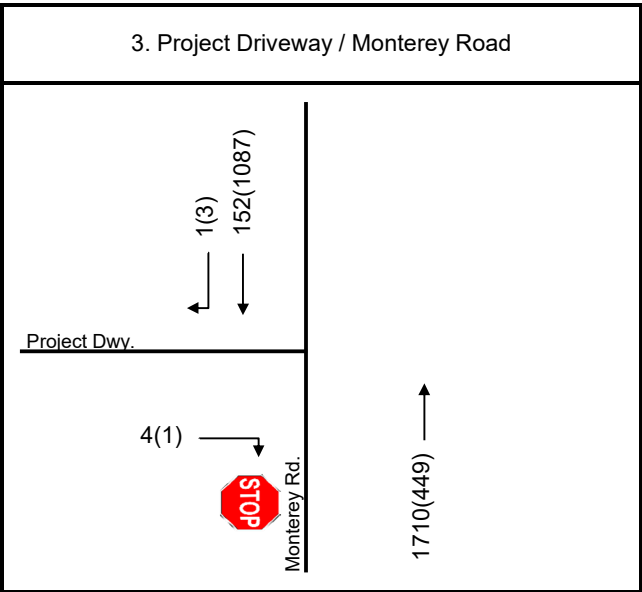 3. Project Driveway / Monterey Road
1(3)
152(1087)
Project Dwy.
4(1)
STOP
Monterey Rd.
1710(449)